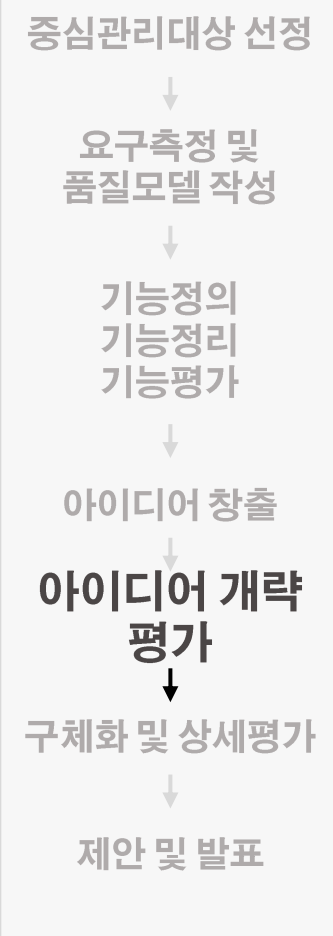 중심관리대상 선정
요구측정 및
품질모델 작성
기능정의
기능정리
기능평가
아이디어 창출
아이디어 개략
평가
구체화 및 상세평가
제안 및 발표